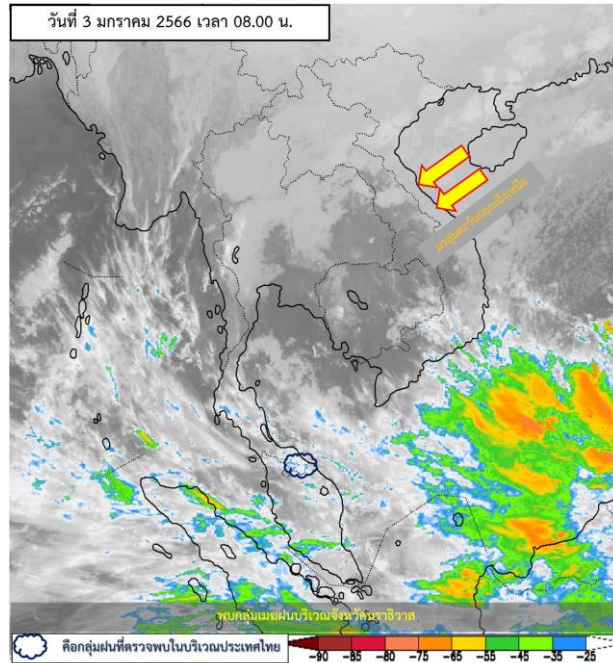 วันที่ 3 มกราคม 2566 เวลา 08.00 น.
มรสุมตะวันออกเฉียงเหนือ
พบกลุ่มเมฆฝนบริเวณจังหวัดนราธิวาส
คือกลุ่มฝนที่ตรวจพบในบริเวณประเทศไทย
-90 -85 -80 -75 -65 -55 -45 -35 -25